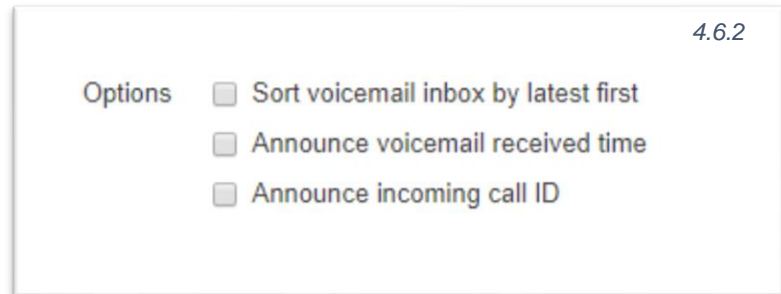 4.6.2
Options Sort voicemail inbox by latest first
Announce voicemail received time
Announce incoming call ID